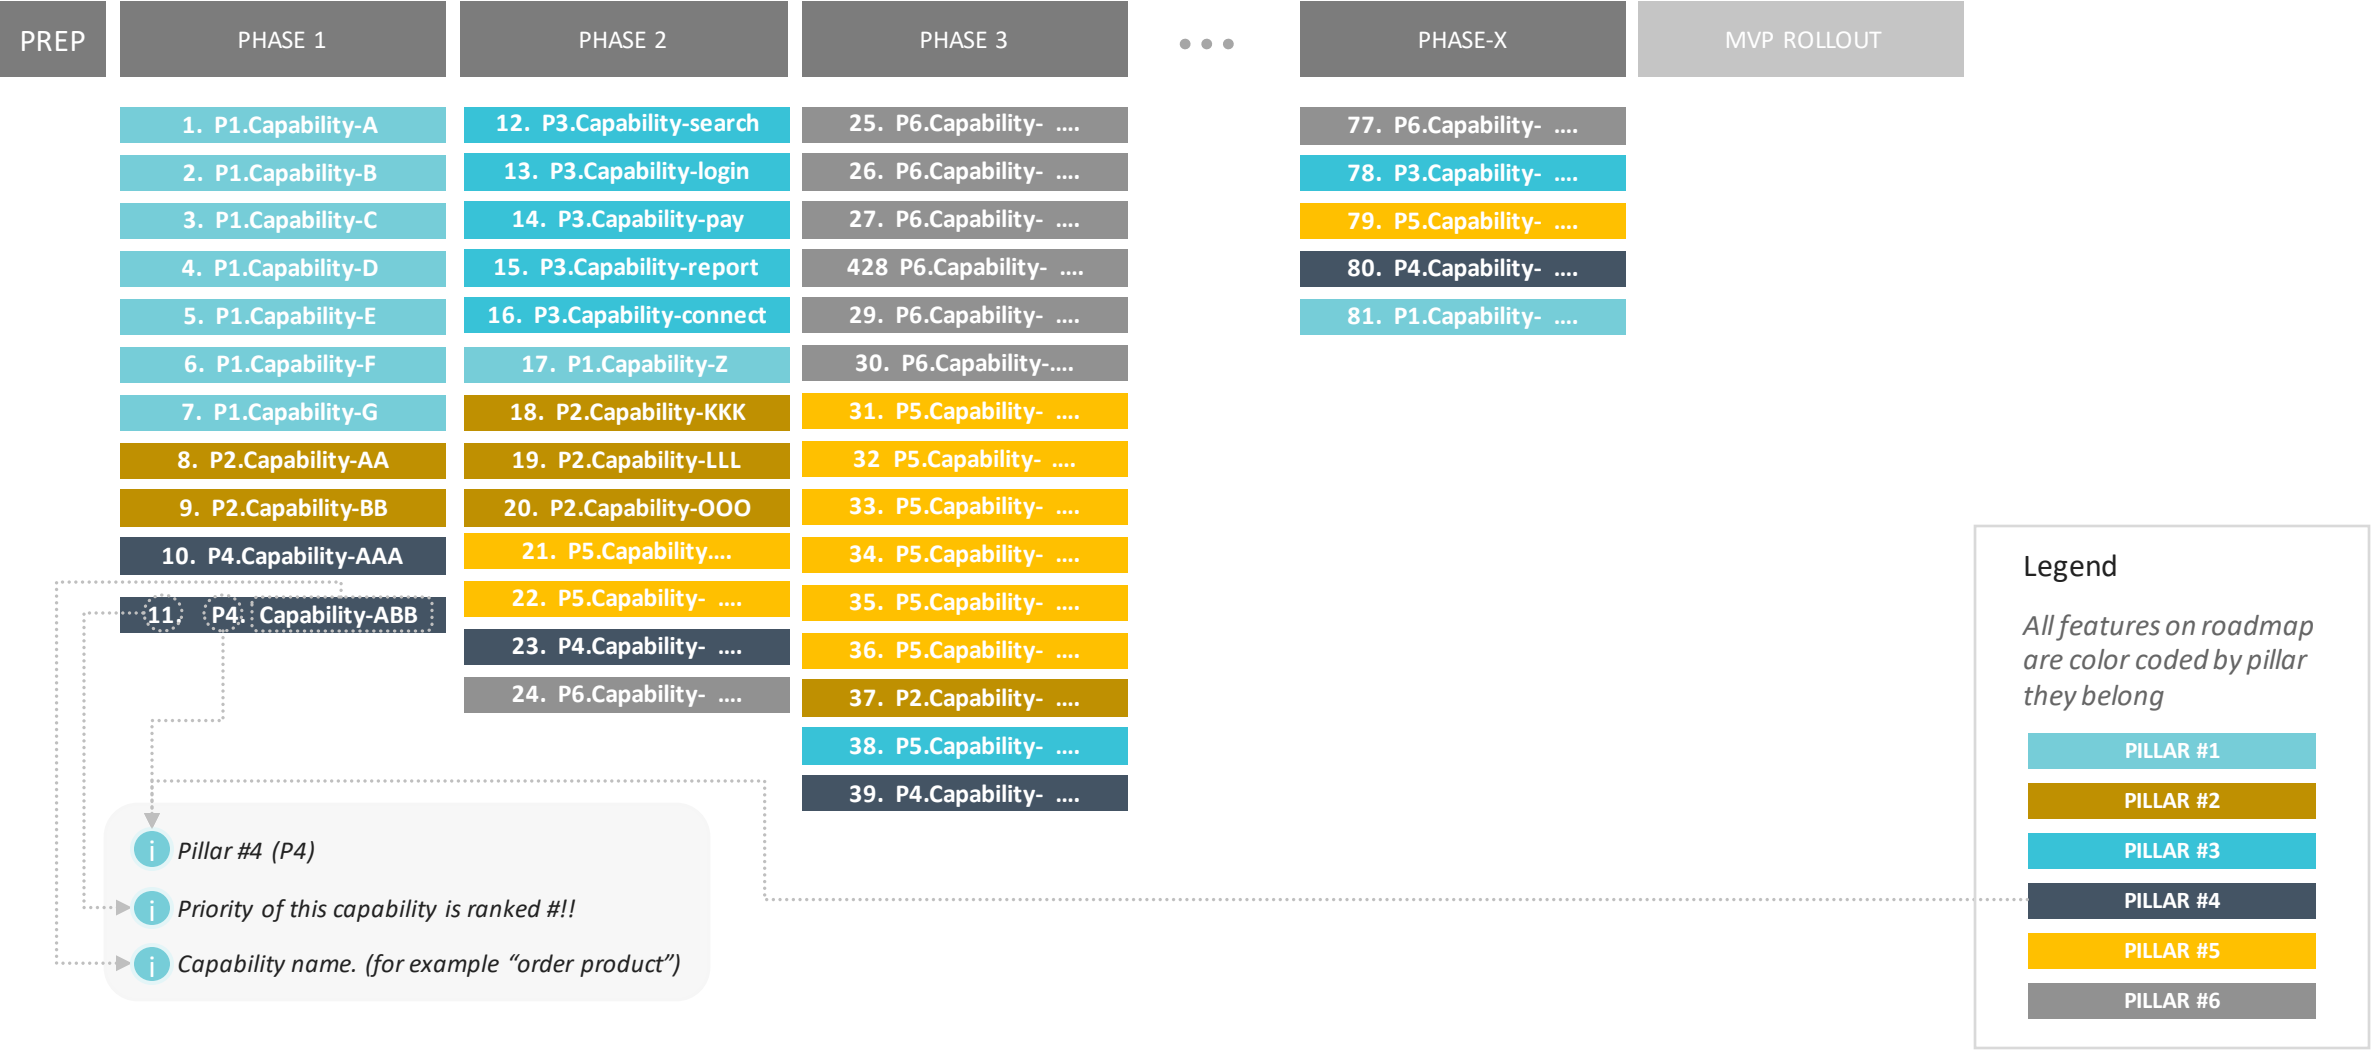 PREP
PHASE 1
PHASE 2
PHASE 3
...
PHASE-X
MVP ROLLOUT
1. P1.Capability-A
2. P1.Capability-B
3. P1.Capability-C
4. P1.Capability-D
5. P1.Capability-E
6. P1.Capability-F
7. P1.Capability-G
8. P2.Capability-AA
9. P2.Capability-BB
10. P4.Capability-AAA
11. P4. Capability-ABB
12. P3.Capability-search
13. P3.Capability-login
14. P3.Capability-pay
15. P3.Capability-report
16. P3.Capability-connect
17. P1.Capability-Z
18. P2.Capability-KKK
19. P2.Capability-LLL
20. P2.Capability-OOO
21. P5.Capability....
22. P5.Capability- ....
23. P4.Capability- ....
24. P6.Capability- ....
25. P6.Capability- ....
26. P6.Capability- ....
27. P6.Capability- ....
428 P6.Capability- ....
29. P6.Capability- ....
30. P6.Capability-....
31. P5.Capability- ....
32 P5.Capability- ....
33. P5.Capability- ....
34. P5.Capability- ....
35. P5.Capability- ....
36. P5.Capability- ....
37. P2.Capability- ....
38. P5.Capability- ....
39. P4.Capability- ....
77. P6.Capability- ....
78. P3.Capability- ....
79. P5.Capability- ....
80. P4.Capability- ....
81. P1.Capability- ....
i Pillar #4 (P4)
i Priority of this capability is ranked #!!
i Capability name. (for example “order product”)
Legend
All features on roadmap
are color coded by pillar
they belong
PILLAR #1
PILLAR #2
PILLAR #3
PILLAR #4
PILLAR #5
PILLAR #6